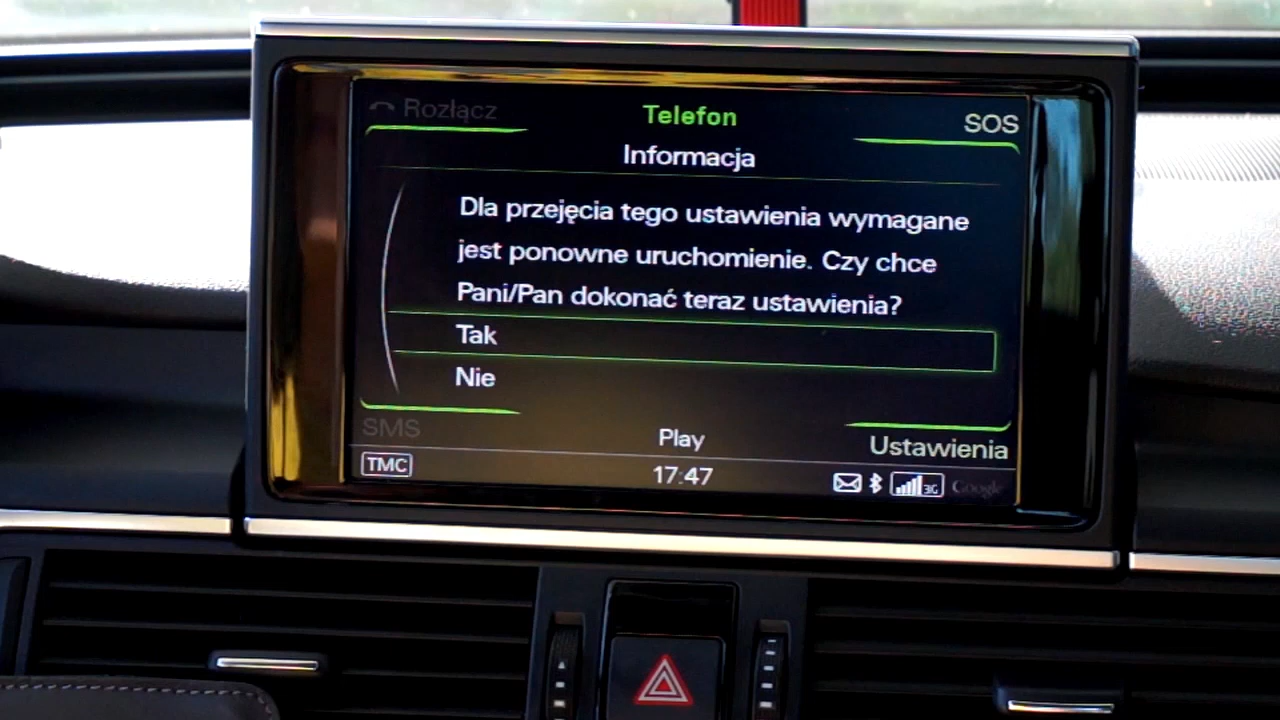 Rozłącz
Telefon
SOS
Informacja
Dla przejęcia tego ustawienia wymagane
jest ponowne uruchomienie. Czy chce
Pani/Pan dokonać teraz ustawienia?
Tak
Nie
SMS
Play
Ustawienia
TMC
17:47
3G
Google